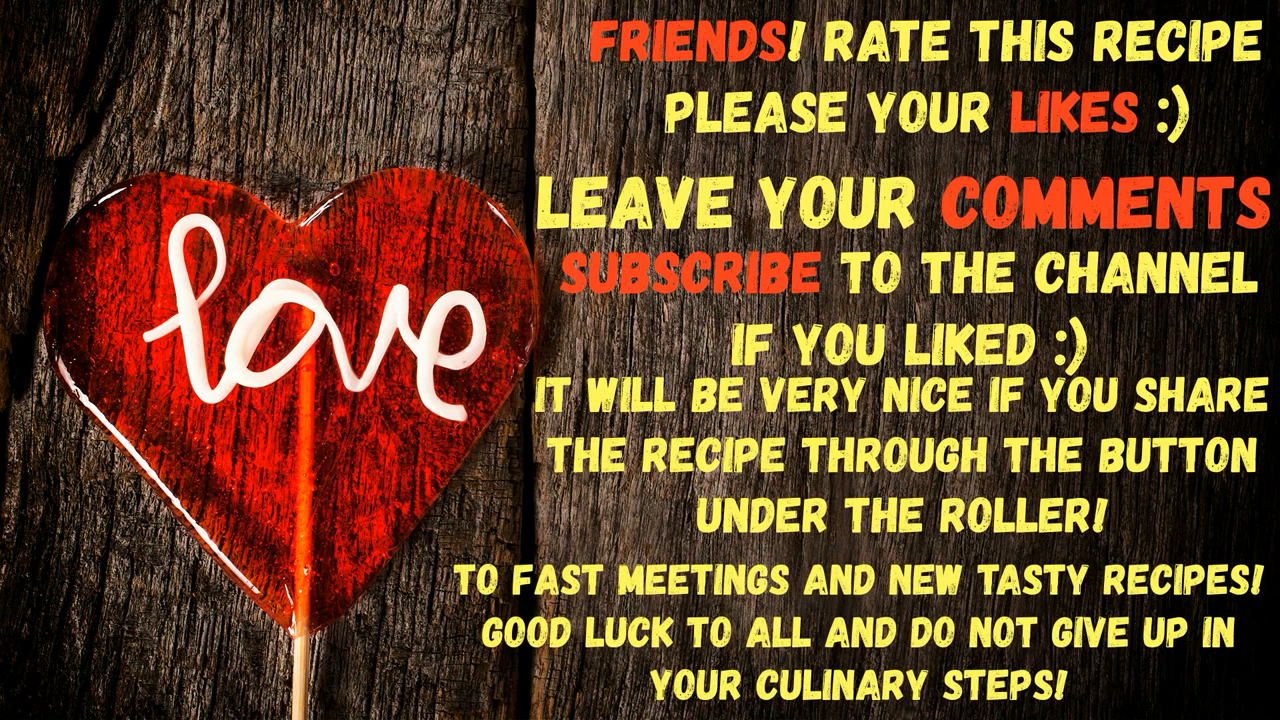 love
FRIENDS! RATE THIS RECIPE
PLEASE YOUR LIKES :)
LEAVE YOUR COMMENTS
SUBSCRIBE TO THE CHANNEL
IF YOU LIKED :)
IT WILL BE VERY NICE IF YOU SHARE
THE RECIPE THROUGH THE BUTTON
UNDER THE ROLLER!
TO FAST MEETINGS AND NEW TASTY RECIPES!
GOOD LUCK TO ALL AND DO NOT GIVE UP IN
YOUR CULINARY STEPS!